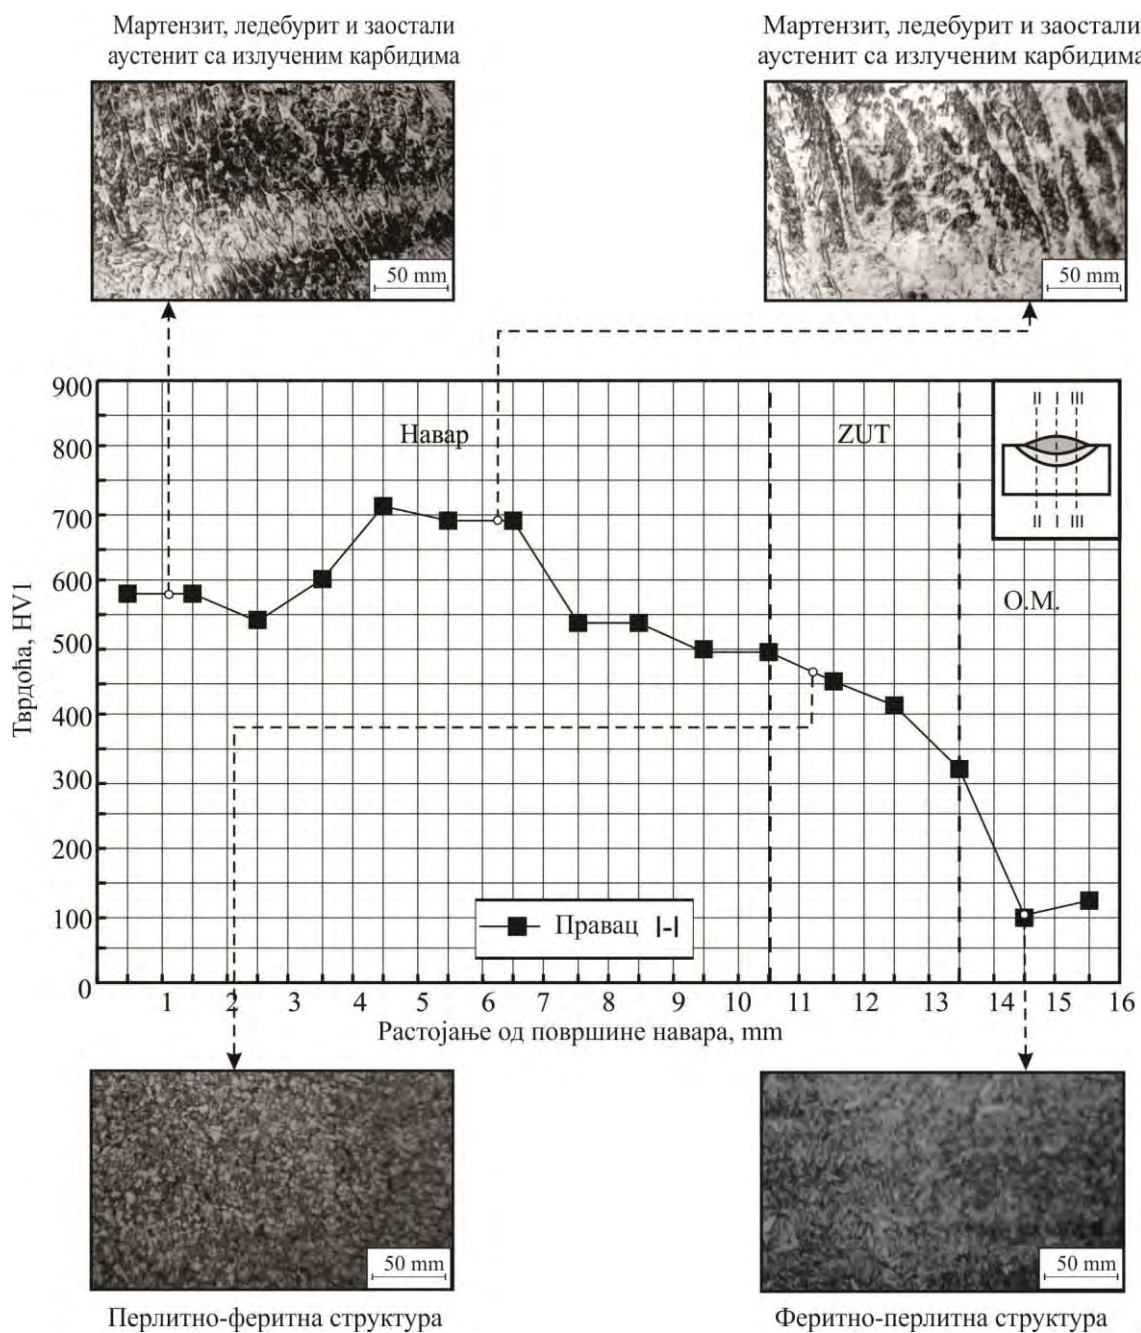 Мартензит, ледебурит и заостали
аустенит са излученим карбидима
Мартензит, ледебурит и заостали
аустенит са излученим карбидима
50 mm
50 mm
900
800
700
600
500
400
300
200
100
0
Тврдоћа, HV1
Навар
ZUT
О.М.
II I III
II I III
Правац I-I
1 2 3 4 5 6 7 8 9 10 11 12 13 14 15 16
Растојање од површине навара, mm
50 mm
50 mm
Перлитно-феритна структура
Феритно-перлитна структура